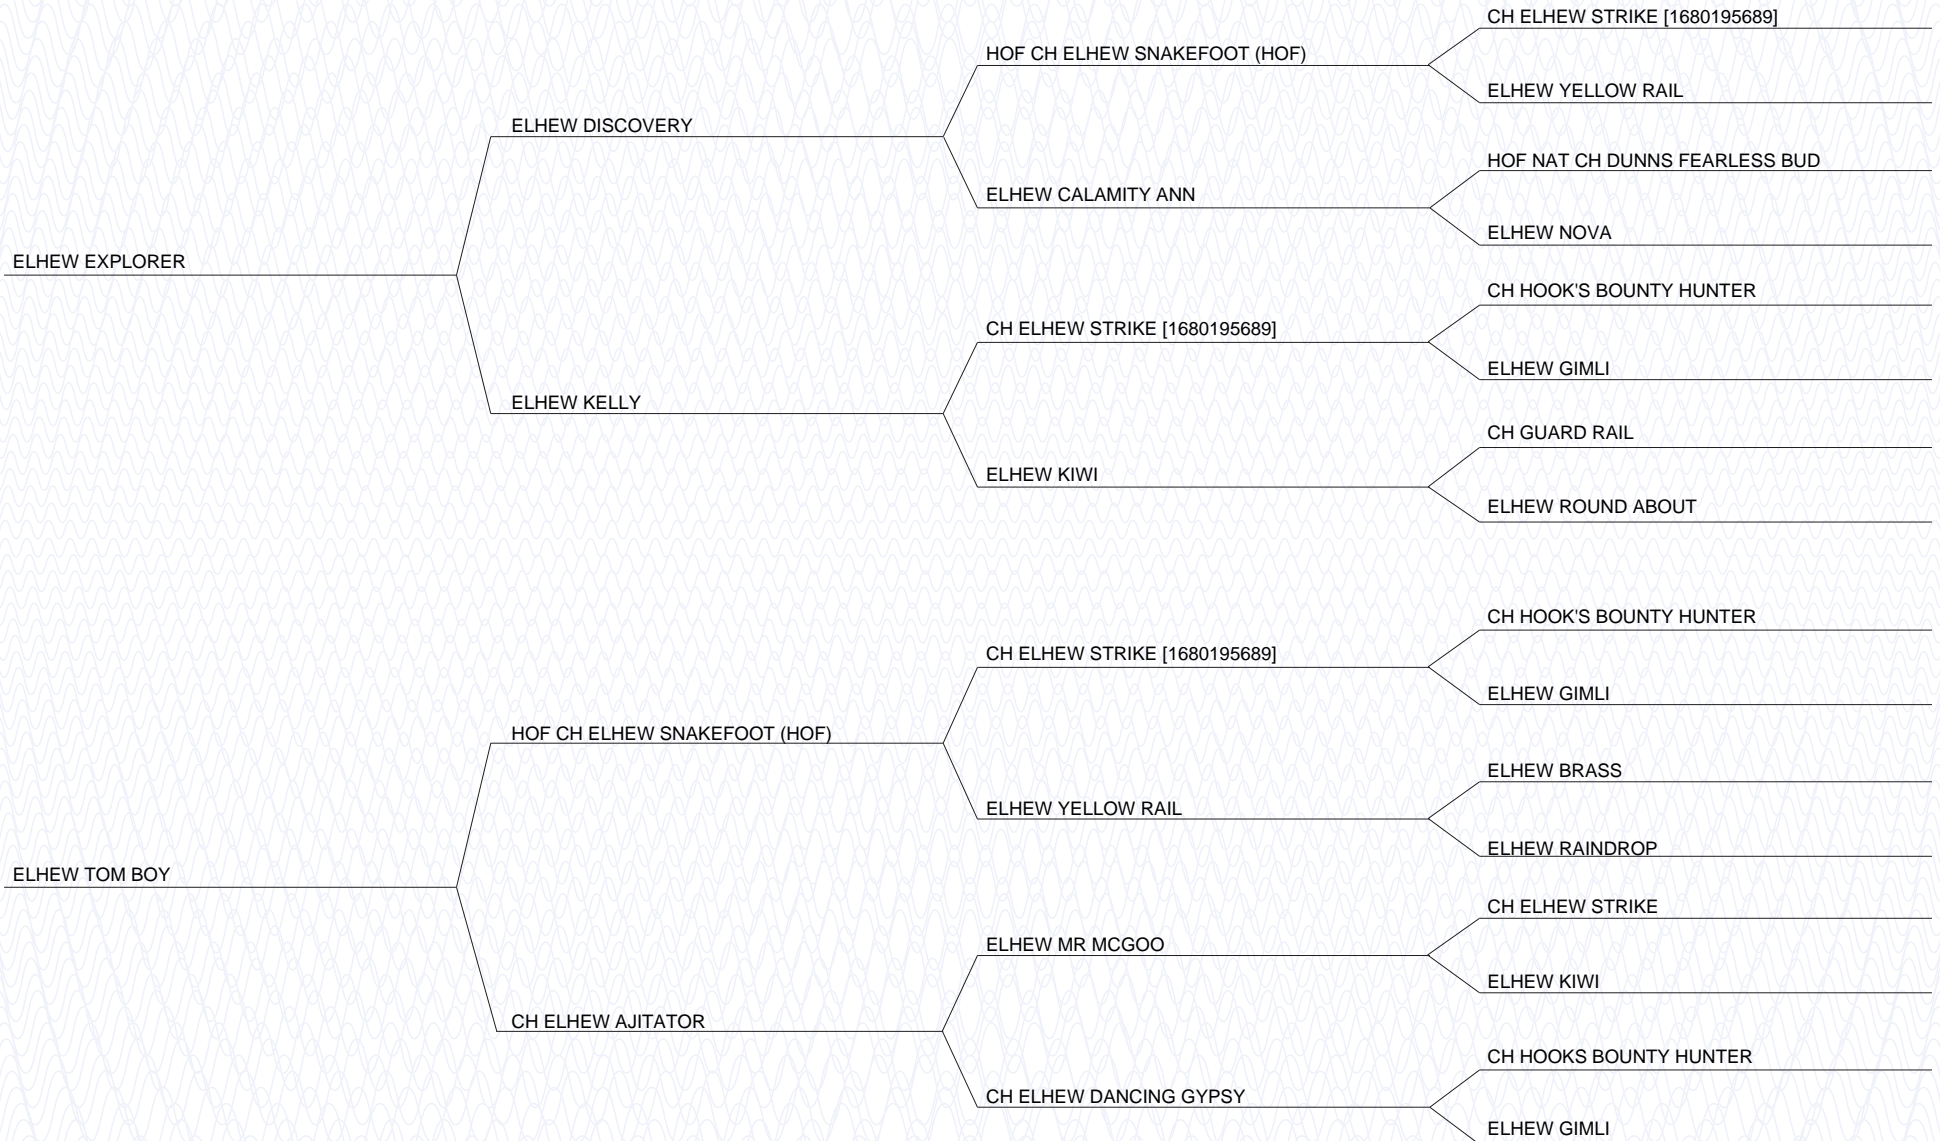 CH ELHEW STRIKE [1680195689]
HOF CH ELHEW SNAKEFOOT (HOF)
ELHEW YELLOW RAIL
ELHEW DISCOVERY
HOF NAT CH DUNNS FEARLESS BUD
ELHEW CALAMITY ANN
ELHEW NOVA
ELHEW EXPLORER
CH HOOK'S BOUNTY HUNTER
CH ELHEW STRIKE [1680195689]
ELHEW GIMLI
ELHEW KELLY
CH GUARD RAIL
ELHEW KIWI
ELHEW ROUND ABOUT
CH HOOK'S BOUNTY HUNTER
CH ELHEW STRIKE [1680195689]
ELHEW GIMLI
HOF CH ELHEW SNAKEFOOT (HOF)
ELHEW BRASS
ELHEW YELLOW RAIL
ELHEW RAINDROP
ELHEW TOM BOY
CH ELHEW STRIKE
ELHEW MR MCGOO
ELHEW KIWI
CH ELHEW AJITATOR
CH HOOKS BOUNTY HUNTER
CH ELHEW DANCING GYPSY
ELHEW GIMLI